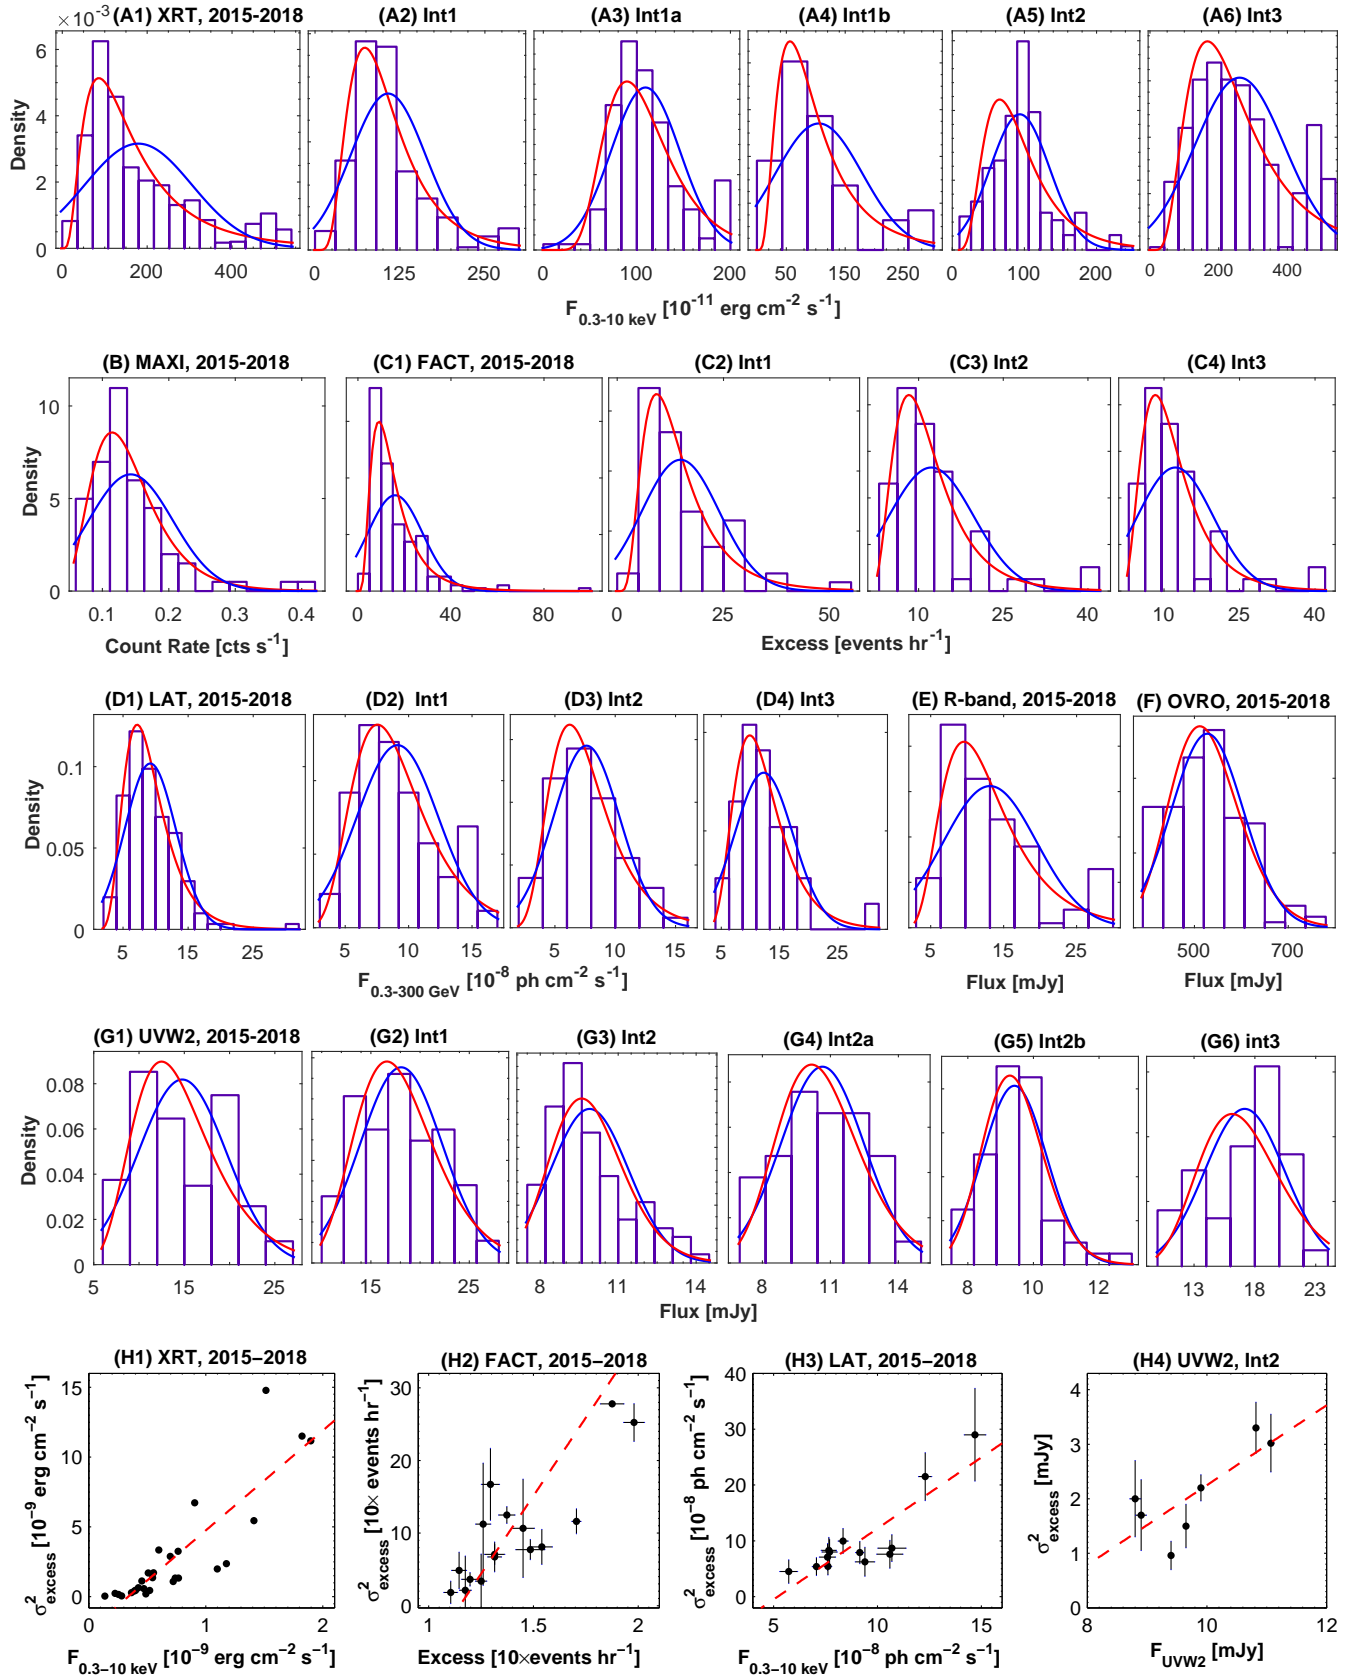 ×10⁻³ (A1) XRT, 2015-2018 (A2) Int1 (A3) Int1a (A4) Int1b (A5) Int2 (A6) Int3
6
4
2
0
Density
0 200 400 0 125 250 0 100 200 50 150 250 0 100 200 0 200 400
F0.3-10 keV [10⁻¹¹ erg cm⁻² s⁻¹]
(B) MAXI, 2015-2018 (C1) FACT, 2015-2018 (C2) Int1 (C3) Int2 (C4) Int3
10
5
0
Density
0.1 0.2 0.3 0.4 0 40 80 0 25 50 10 25 40 10 25 40
Count Rate [cts s⁻¹] Excess [events hr⁻¹]
(D1) LAT, 2015-2018 (D2) Int1 (D3) Int2 (D4) Int3 (E) R-band, 2015-2018 (F) OVRO, 2015-2018
0.1
0.05
0
Density
5 15 25 5 10 15 5 10 15 5 15 25 5 15 25 500 700
F0.3-300 GeV [10⁻⁸ ph cm⁻² s⁻¹] Flux [mJy] Flux [mJy]
(G1) UVW2, 2015-2018 (G2) Int1 (G3) Int2 (G4) Int2a (G5) Int2b (G6) int3
0.08
0.06
0.04
0.02
0
Density
5 15 25 15 25 8 11 14 8 11 14 8 10 12 13 18 23
Flux [mJy]
(H1) XRT, 2015−2018 (H2) FACT, 2015−2018 (H3) LAT, 2015−2018 (H4) UVW2, Int2
15
10
5
0
σ²excess [10⁻⁹ erg cm⁻² s⁻¹]
0 1 2
F0.3−10 keV [10⁻⁹ erg cm⁻² s⁻¹]
30
20
10
0
σ²excess [10× events hr⁻¹]
1 1.5 2
Excess [10×events hr⁻¹]
40
30
20
10
0
σ²excess [10⁻⁸ ph cm⁻² s⁻¹]
5 10 15
F0.3−10 keV [10⁻⁸ ph cm⁻² s⁻¹]
4
3
2
1
0
σ²excess [mJy]
8 10 12
FUVW2 [mJy]